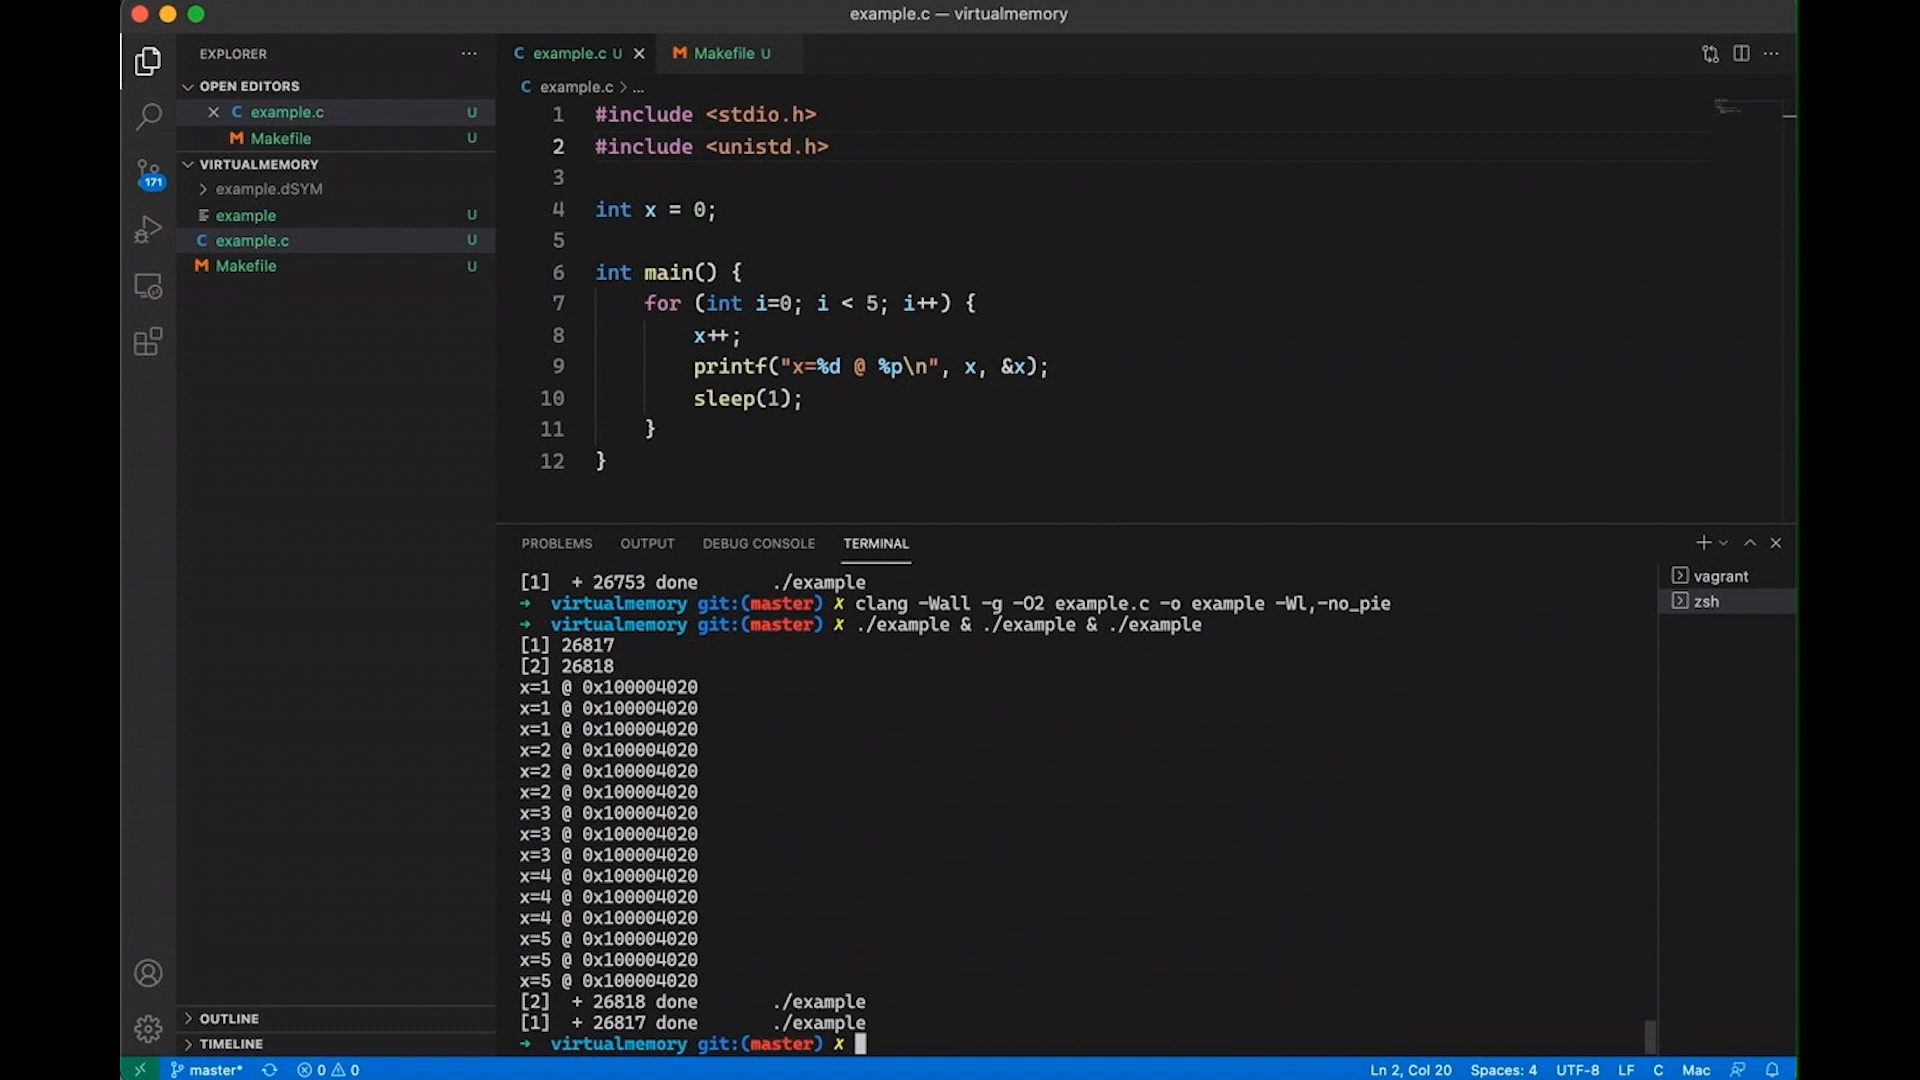 example.c — virtualmemory
EXPLORER ...
OPEN EDITORS
C example.c U
M Makefile U
VIRTUALMEMORY
example.dSYM
example U
C example.c U
M Makefile U
OUTLINE
TIMELINE
171
C example.c U
M Makefile U
C example.c > ...
1 #include <stdio.h>
2 #include <unistd.h>
3
4 int x = 0;
5
6 int main() {
7 for (int i=0; i < 5; i++) {
8 x++;
9 printf("x=%d @ %p\n", x, &x);
10 sleep(1);
11 }
12 }
PROBLEMS OUTPUT DEBUG CONSOLE TERMINAL
[1] + 26753 done ./example
→ virtualmemory git:(master) ✗ clang -Wall -g -O2 example.c -o example -Wl,-no_pie
→ virtualmemory git:(master) ✗ ./example & ./example & ./example
[1] 26817
[2] 26818
x=1 @ 0x100004020
x=1 @ 0x100004020
x=1 @ 0x100004020
x=2 @ 0x100004020
x=2 @ 0x100004020
x=2 @ 0x100004020
x=3 @ 0x100004020
x=3 @ 0x100004020
x=3 @ 0x100004020
x=4 @ 0x100004020
x=4 @ 0x100004020
x=4 @ 0x100004020
x=5 @ 0x100004020
x=5 @ 0x100004020
x=5 @ 0x100004020
[2] + 26818 done ./example
[1] + 26817 done ./example
→ virtualmemory git:(master) ✗
vagrant
zsh
master* 0 0 Ln 2, Col 20 Spaces: 4 UTF-8 LF C Mac